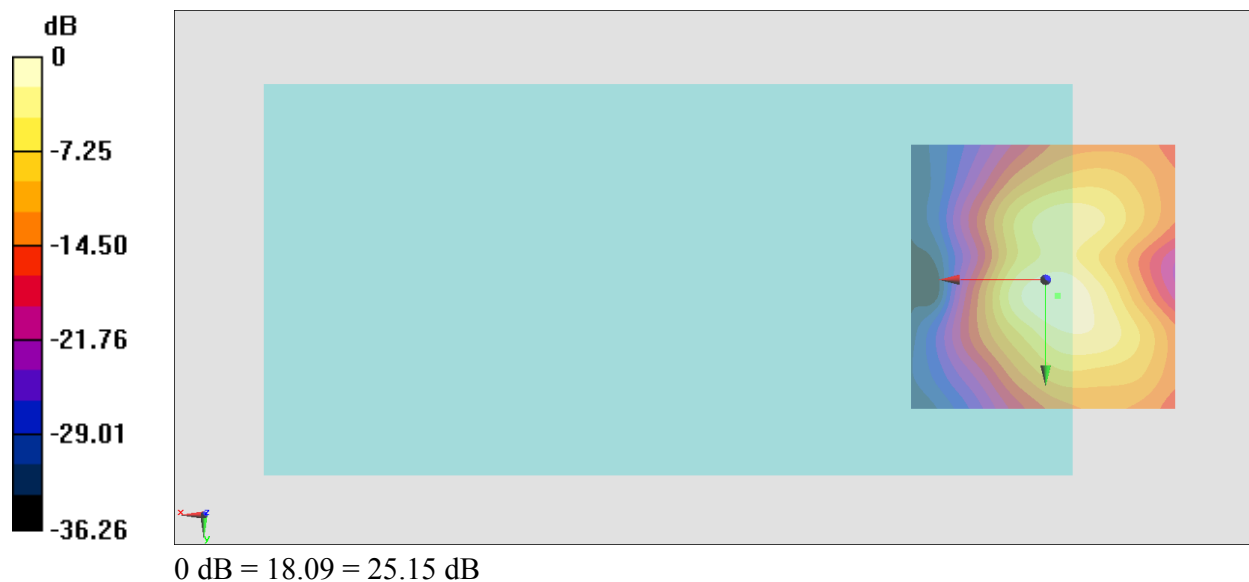 dB
0
-7.25
-14.50
-21.76
-29.01
-36.26
x z
y
0 dB = 18.09 = 25.15 dB